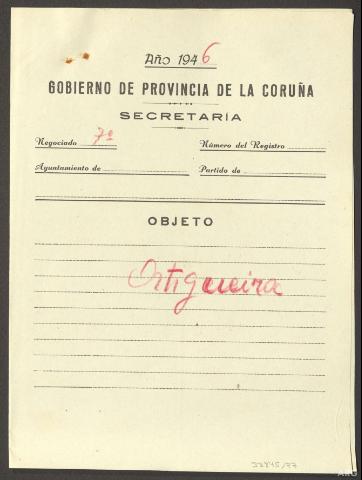 Año 1946
GOBIERNO DE PROVINCIA DE LA CORUÑA
SECRETARÍA
Negociado 7º Número del Registro
Ayuntamiento de Partido de
OBJETO
Ortigueira